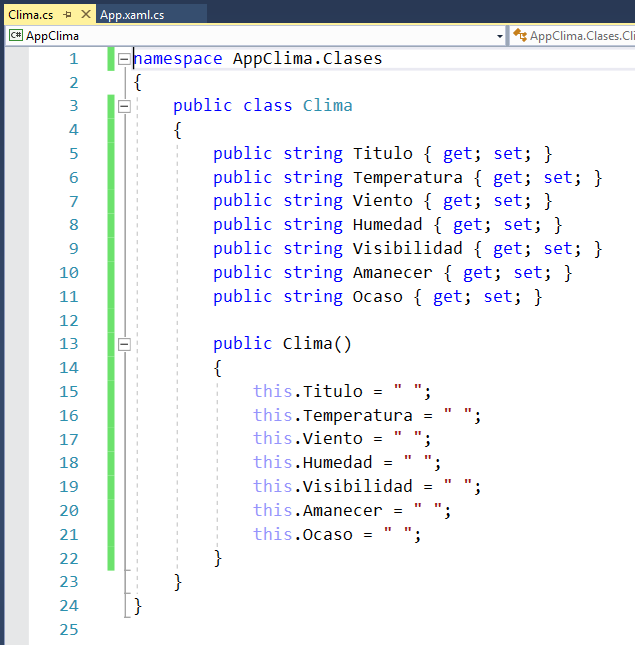 Clima.cs App.xaml.cs
C# AppClima AppClima.Clases.Cli
1 namespace AppClima.Clases
2 {
3     public class Clima
4     {
5         public string Titulo { get; set; }
6         public string Temperatura { get; set; }
7         public string Viento { get; set; }
8         public string Humedad { get; set; }
9         public string Visibilidad { get; set; }
10         public string Amanecer { get; set; }
11         public string Ocaso { get; set; }
12
13         public Clima()
14         {
15             this.Titulo = " ";
16             this.Temperatura = " ";
17             this.Viento = " ";
18             this.Humedad = " ";
19             this.Visibilidad = " ";
20             this.Amanecer = " ";
21             this.Ocaso = " ";
22         }
23     }
24 }
25